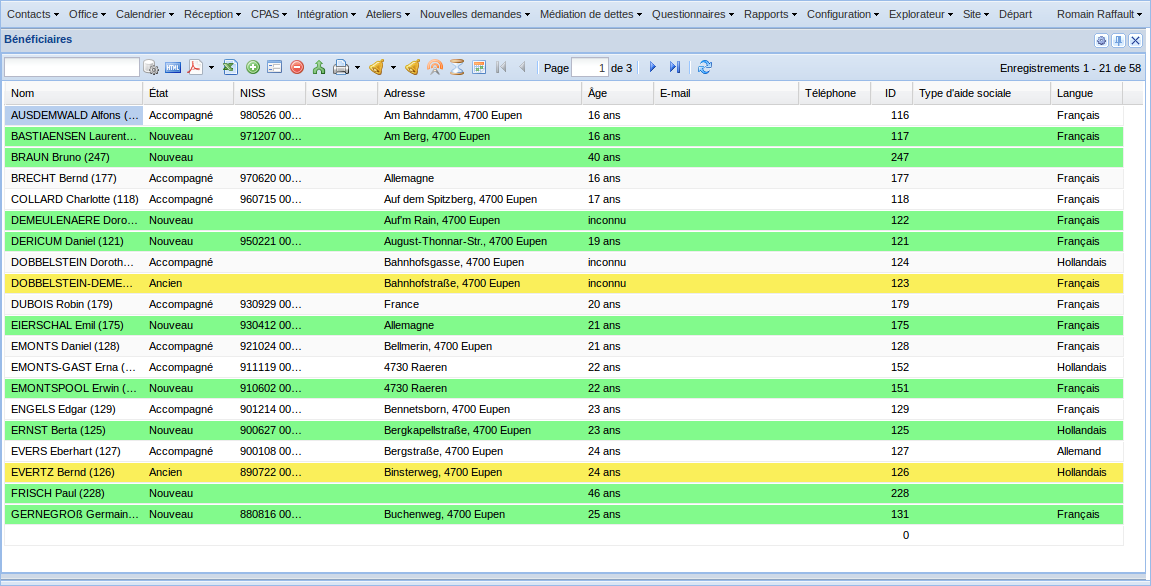 Contacts Office Calendrier Réception CPAS Intégration Ateliers Nouvelles demandes Médiation de dettes Questionnaires Rapports Configuration Explorateur Site Départ Romain Raffault
Bénéficiaires
HTML Page 1 de 3 Enregistrements 1 - 21 de 58
Nom État NISS GSM Adresse Âge E-mail Téléphone ID Type d'aide sociale Langue
AUSDEMWALD Alfons (... Accompagné 980526 00... Am Bahndamm, 4700 Eupen 16 ans 116 Français
BASTIAENSEN Laurent... Nouveau 971207 00... Am Berg, 4700 Eupen 16 ans 117 Français
BRAUN Bruno (247) Nouveau 40 ans 247
BRECHT Bernd (177) Accompagné 970620 00... Allemagne 16 ans 177 Français
COLLARD Charlotte (118) Accompagné 960715 00... Auf dem Spitzberg, 4700 Eupen 17 ans 118 Français
DEMEULENAERE Doro... Nouveau Auf'm Rain, 4700 Eupen inconnu 122 Français
DERICUM Daniel (121) Nouveau 950221 00... August-Thonnar-Str., 4700 Eupen 19 ans 121 Français
DOBBELSTEIN Doroth... Accompagné Bahnhofsgasse, 4700 Eupen inconnu 124 Hollandais
DOBBELSTEIN-DEME... Ancien Bahnhofstraße, 4700 Eupen inconnu 123 Français
DUBOIS Robin (179) Accompagné 930929 00... France 20 ans 179 Français
EIERSCHAL Emil (175) Nouveau 930412 00... Allemagne 21 ans 175 Français
EMONTS Daniel (128) Accompagné 921024 00... Bellmerin, 4700 Eupen 21 ans 128 Français
EMONTS-GAST Erna (... Accompagné 911119 00... 4730 Raeren 22 ans 152 Hollandais
EMONTSPOOL Erwin (... Nouveau 910602 00... 4730 Raeren 22 ans 151 Français
ENGELS Edgar (129) Accompagné 901214 00... Bennetsborn, 4700 Eupen 23 ans 129 Français
ERNST Berta (125) Nouveau 900627 00... Bergkapellstraße, 4700 Eupen 23 ans 125 Hollandais
EVERS Eberhart (127) Accompagné 900108 00... Bergstraße, 4700 Eupen 24 ans 127 Allemand
EVERTZ Bernd (126) Ancien 890722 00... Binsterweg, 4700 Eupen 24 ans 126 Hollandais
FRISCH Paul (228) Nouveau 46 ans 228
GERNEGROß Germain... Nouveau 880816 00... Buchenweg, 4700 Eupen 25 ans 131 Français
0